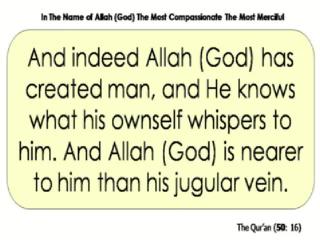 In The Name of Allah (God) The Most Compassionate The Most Merciful
And indeed Allah (God) has
created man, and He knows
what his ownself whispers to
him. And Allah (God) is nearer
to him than his jugular vein.
The Qur'an (50: 16)